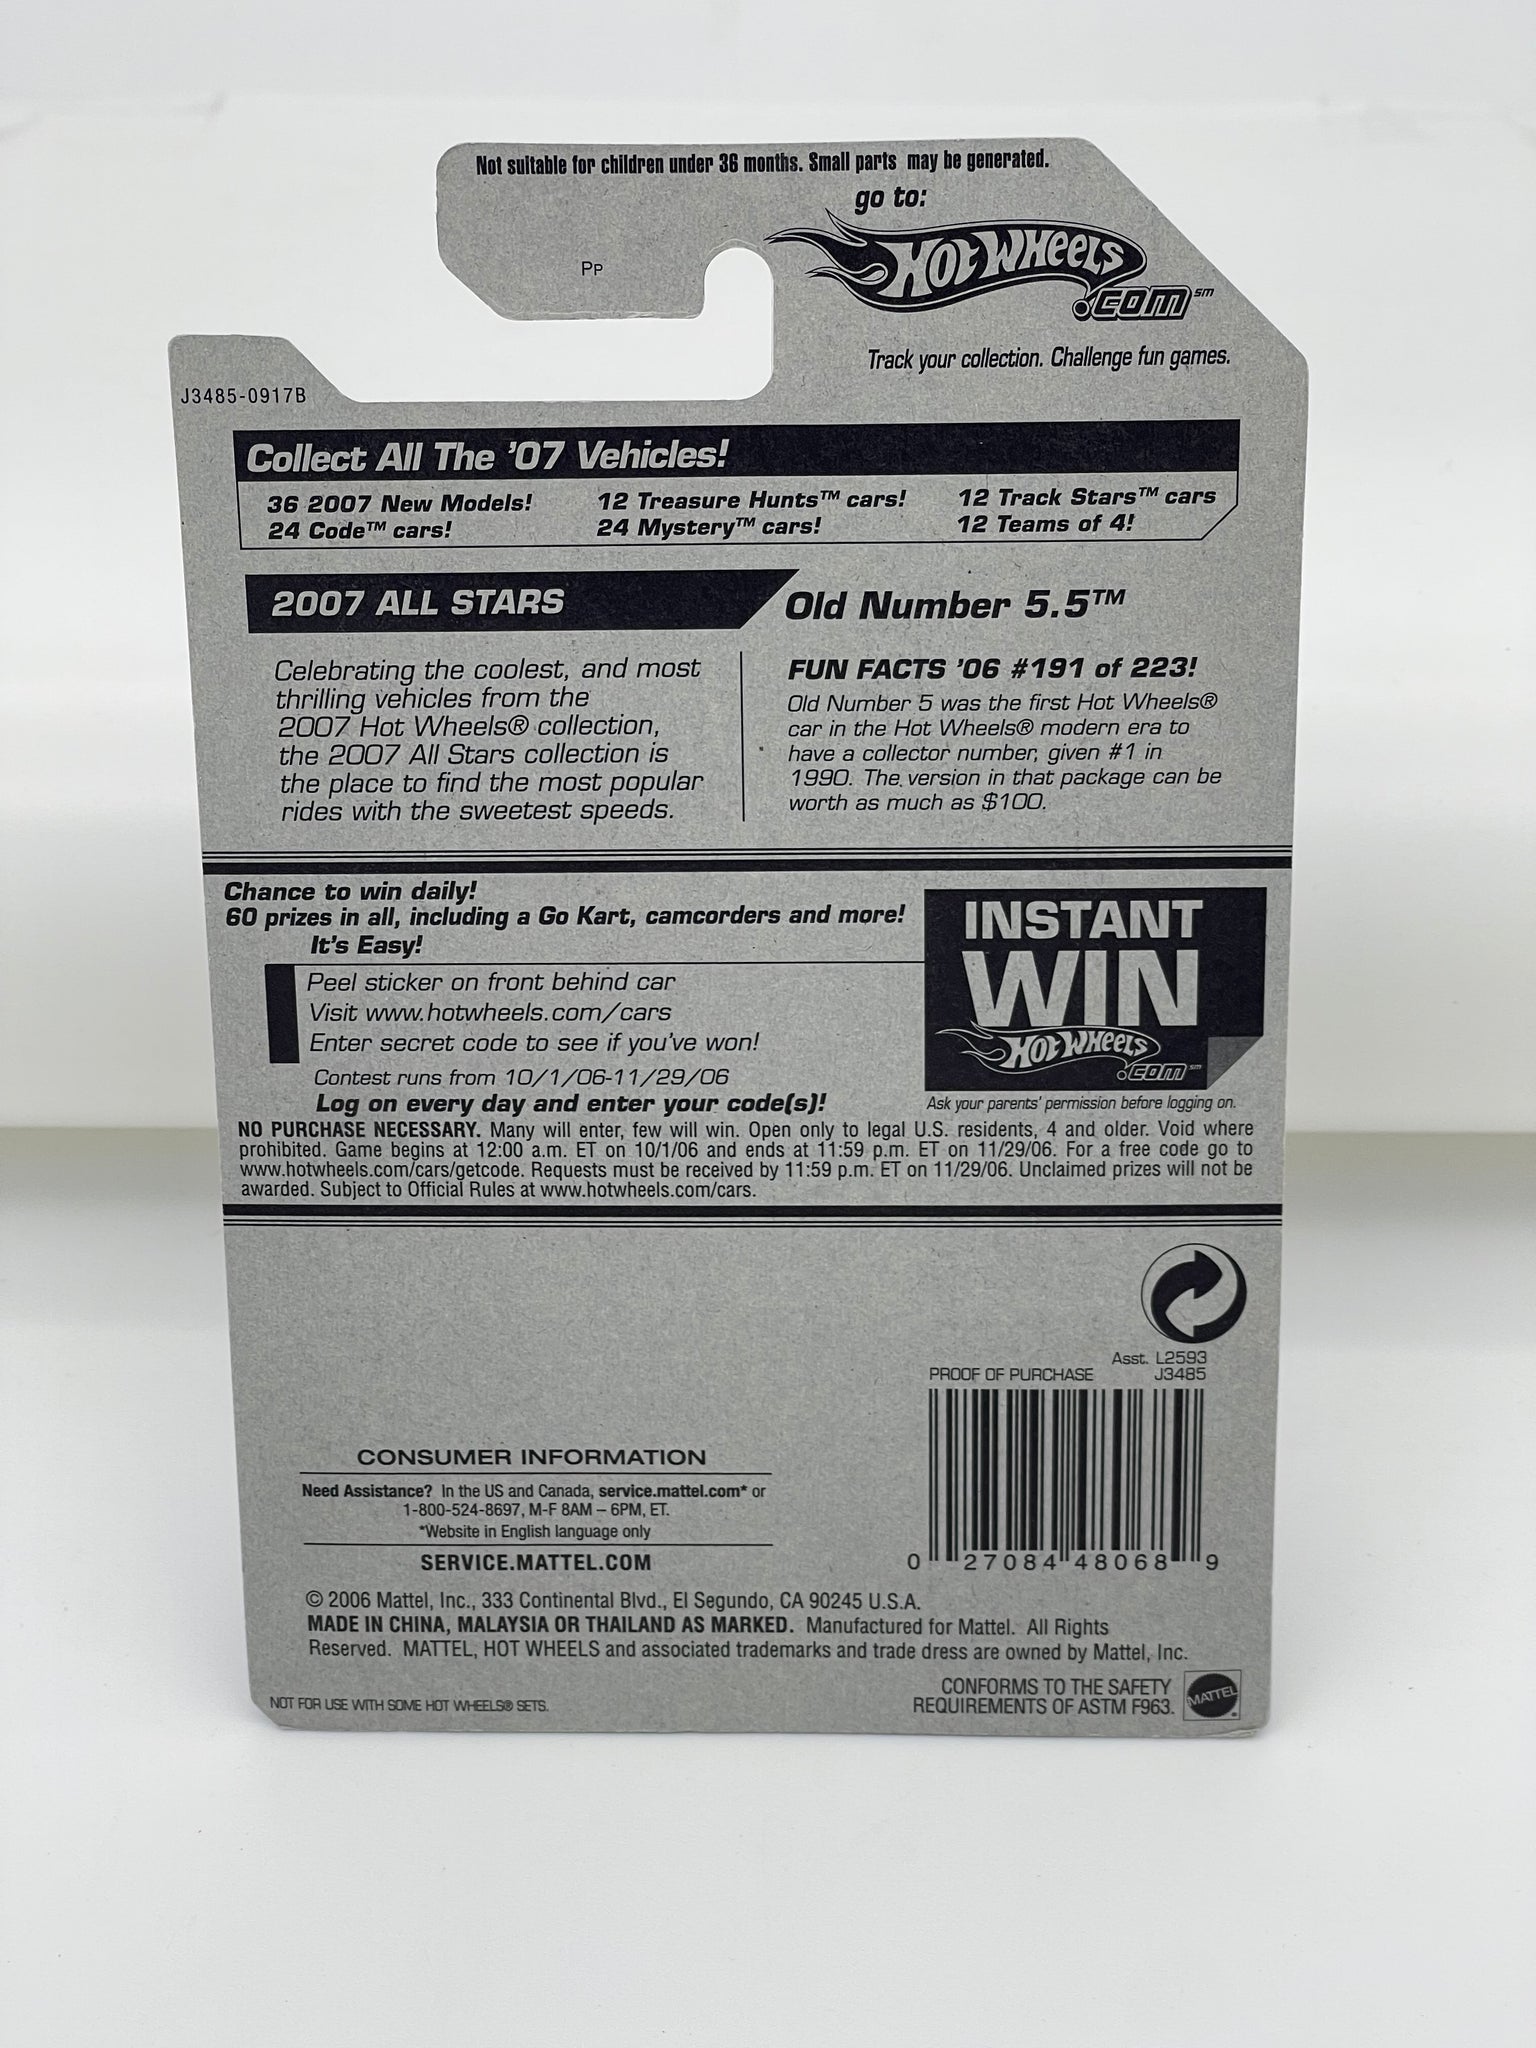 Not suitable for children under 36 months. Small parts may be generated.
go to:
Hot Wheels
.com℠
PP
Track your collection. Challenge fun games.
J3485-0917B
Collect All The ’07 Vehicles!
36 2007 New Models! 12 Treasure Hunts™ cars! 12 Track Stars™ cars
24 Code™ cars! 24 Mystery™ cars! 12 Teams of 4!
2007 ALL STARS
Old Number 5.5™
Celebrating the coolest, and most
thrilling vehicles from the
2007 Hot Wheels® collection,
the 2007 All Stars collection is
the place to find the most popular
rides with the sweetest speeds.
FUN FACTS ’06 #191 of 223!
Old Number 5 was the first Hot Wheels®
car in the Hot Wheels® modern era to
have a collector number, given #1 in
1990. The version in that package can be
worth as much as $100.
Chance to win daily!
60 prizes in all, including a Go Kart, camcorders and more!
It’s Easy!
Peel sticker on front behind car
Visit www.hotwheels.com/cars
Enter secret code to see if you’ve won!
Contest runs from 10/1/06-11/29/06
Log on every day and enter your code(s)!
INSTANT
WIN
Hot Wheels
.com℠
Ask your parents’ permission before logging on.
NO PURCHASE NECESSARY. Many will enter, few will win. Open only to legal U.S. residents, 4 and older. Void where
prohibited. Game begins at 12:00 a.m. ET on 10/1/06 and ends at 11:59 p.m. ET on 11/29/06. For a free code go to
www.hotwheels.com/cars/getcode. Requests must be received by 11:59 p.m. ET on 11/29/06. Unclaimed prizes will not be
awarded. Subject to Official Rules at www.hotwheels.com/cars.
Asst. L2593
PROOF OF PURCHASE J3485
0 27084 48068 9
CONSUMER INFORMATION
Need Assistance? In the US and Canada, service.mattel.com* or
1-800-524-8697, M-F 8AM – 6PM, ET.
*Website in English language only
SERVICE.MATTEL.COM
© 2006 Mattel, Inc., 333 Continental Blvd., El Segundo, CA 90245 U.S.A.
MADE IN CHINA, MALAYSIA OR THAILAND AS MARKED. Manufactured for Mattel. All Rights
Reserved. MATTEL, HOT WHEELS and associated trademarks and trade dress are owned by Mattel, Inc.
CONFORMS TO THE SAFETY
REQUIREMENTS OF ASTM F963.
MATTEL®
NOT FOR USE WITH SOME HOT WHEELS® SETS.